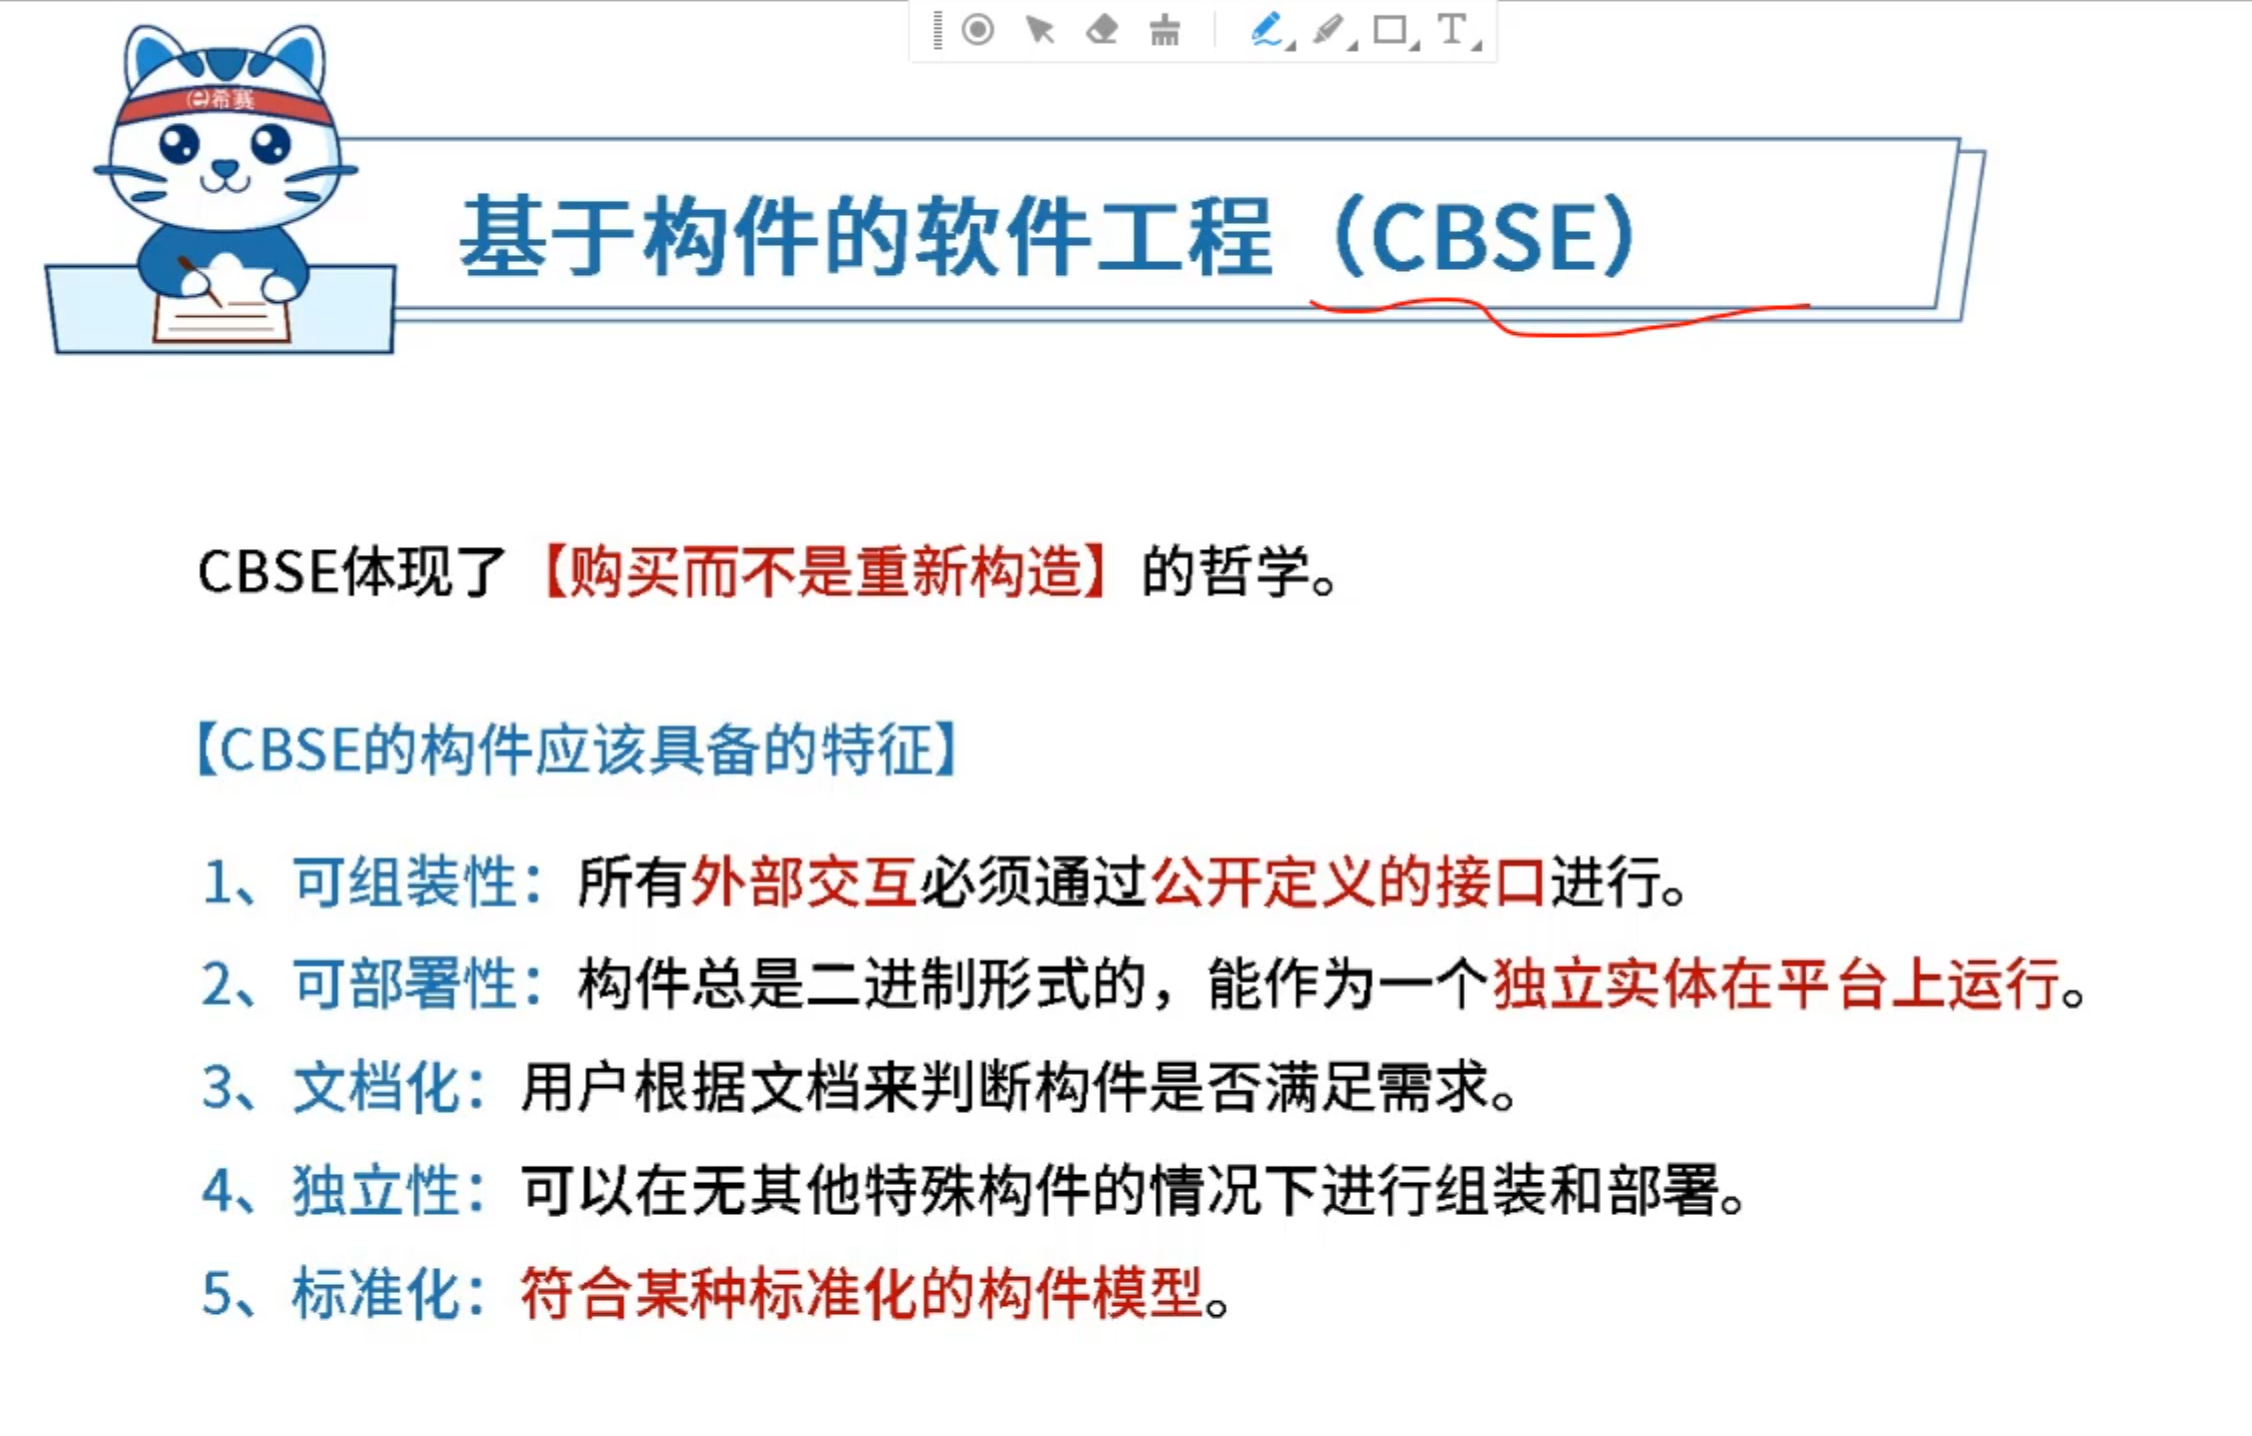 希赛
基于构件的软件工程（CBSE）
CBSE体现了【购买而不是重新构造】的哲学。
【CBSE的构件应该具备的特征】
1、可组装性：所有外部交互必须通过公开定义的接口进行。
2、可部署性：构件总是二进制形式的，能作为一个独立实体在平台上运行。
3、文档化：用户根据文档来判断构件是否满足需求。
4、独立性：可以在无其他特殊构件的情况下进行组装和部署。
5、标准化：符合某种标准化的构件模型。